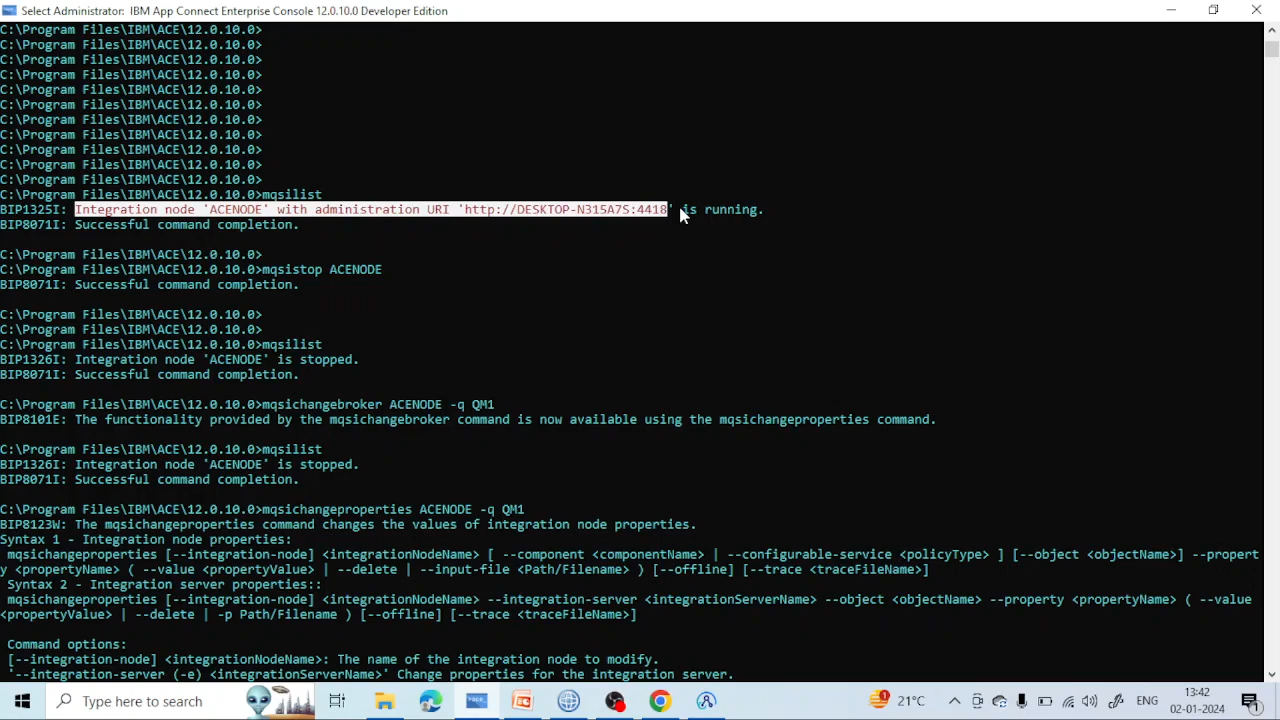 Select Administrator: IBM App Connect Enterprise Console 12.0.10.0 Developer Edition
C:\Program Files\IBM\ACE\12.0.10.0>
C:\Program Files\IBM\ACE\12.0.10.0>
C:\Program Files\IBM\ACE\12.0.10.0>
C:\Program Files\IBM\ACE\12.0.10.0>
C:\Program Files\IBM\ACE\12.0.10.0>
C:\Program Files\IBM\ACE\12.0.10.0>
C:\Program Files\IBM\ACE\12.0.10.0>
C:\Program Files\IBM\ACE\12.0.10.0>
C:\Program Files\IBM\ACE\12.0.10.0>
C:\Program Files\IBM\ACE\12.0.10.0>
C:\Program Files\IBM\ACE\12.0.10.0>
C:\Program Files\IBM\ACE\12.0.10.0>mqsilist
BIP1325I: Integration node 'ACENODE' with administration URI 'http://DESKTOP-N315A7S:4418' is running.
BIP8071I: Successful command completion.
C:\Program Files\IBM\ACE\12.0.10.0>
C:\Program Files\IBM\ACE\12.0.10.0>mqsistop ACENODE
BIP8071I: Successful command completion.
C:\Program Files\IBM\ACE\12.0.10.0>
C:\Program Files\IBM\ACE\12.0.10.0>
C:\Program Files\IBM\ACE\12.0.10.0>mqsilist
BIP1326I: Integration node 'ACENODE' is stopped.
BIP8071I: Successful command completion.
C:\Program Files\IBM\ACE\12.0.10.0>mqsichangebroker ACENODE -q QM1
BIP8101E: The functionality provided by the mqsichangebroker command is now available using the mqsichangeproperties command.
C:\Program Files\IBM\ACE\12.0.10.0>mqsilist
BIP1326I: Integration node 'ACENODE' is stopped.
BIP8071I: Successful command completion.
C:\Program Files\IBM\ACE\12.0.10.0>mqsichangeproperties ACENODE -q QM1
BIP8123W: The mqsichangeproperties command changes the values of integration node properties.
Syntax 1 - Integration node properties:
mqsichangeproperties [--integration-node] <integrationNodeName> [ --component <componentName> | --configurable-service <policyType> ] [--object <objectName>] --propert
y <propertyName> ( --value <propertyValue> | --delete | --input-file <Path/Filename> ) [--offline] [--trace <traceFileName>]
Syntax 2 - Integration server properties::
mqsichangeproperties [--integration-node] <integrationNodeName> --integration-server <integrationServerName> --object <objectName> --property <propertyName> ( --value
<propertyValue> | --delete | -p Path/Filename ) [--offline] [--trace <traceFileName>]
Command options:
[--integration-node] <integrationNodeName>: The name of the integration node to modify.
'--integration-server (-e) <integrationServerName>' Change properties for the integration server.
Type here to search
21°C
ENG
13:42
02-01-2024